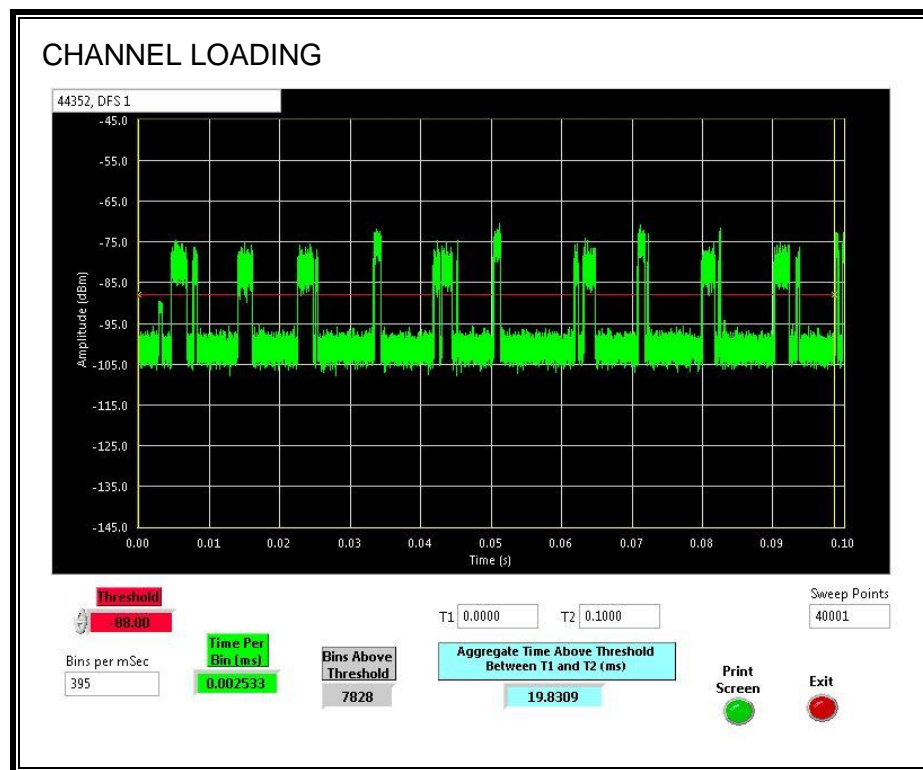 CHANNEL LOADING
44352, DFS 1
Amplitude (dBm)
-45.0
-55.0
-65.0
-75.0
-85.0
-95.0
-105.0
-115.0
-125.0
-145.0
0.00 0.01 0.02 0.03 0.04 0.05 0.06 0.07 0.08 0.09 0.10
Time (s)
Threshold
-88.00
Bins per mSec
395
Time Per
Bin (ms)
0.002533
Bins Above
Threshold
7828
T1 0.0000
T2 0.1000
Aggregate Time Above Threshold
Between T1 and T2 (ms)
19.8309
Sweep Points
40001
Print
Screen
Exit